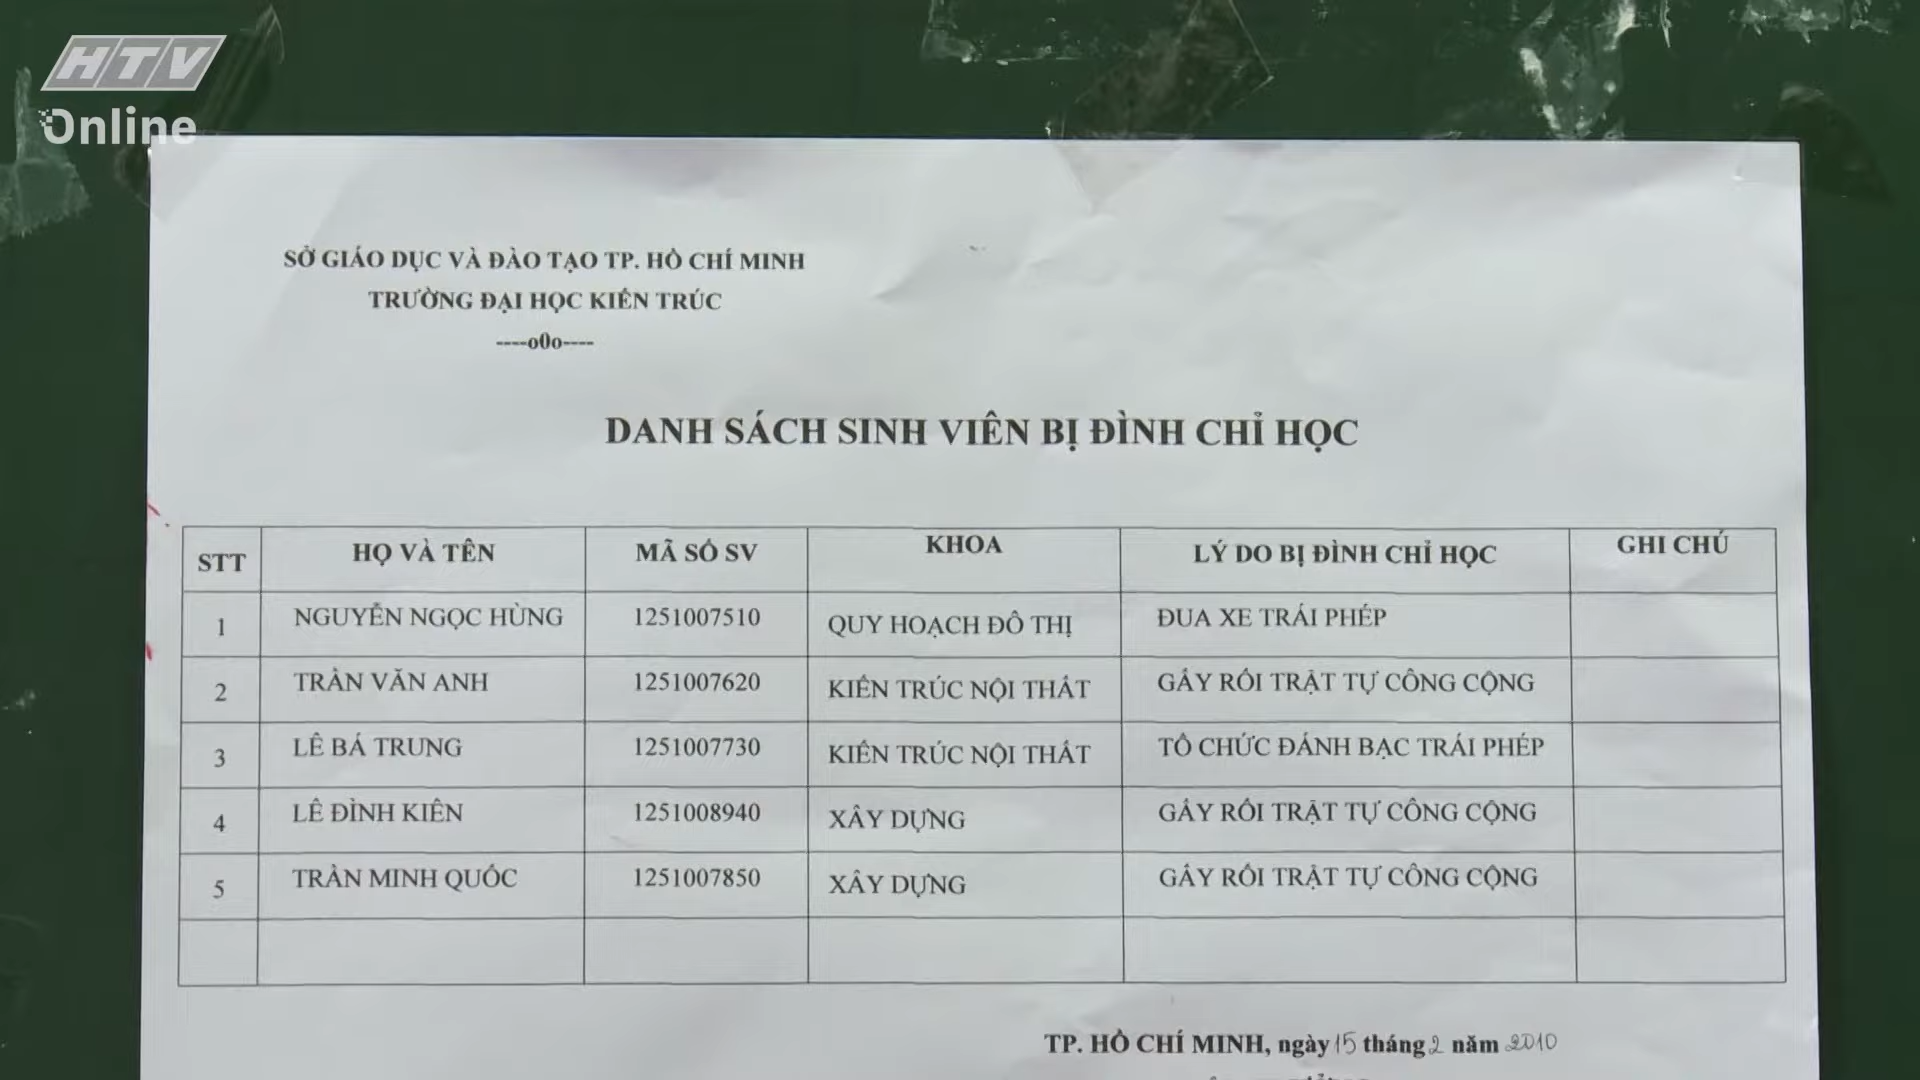 HTV
Online
SỞ GIÁO DỤC VÀ ĐÀO TẠO TP. HỒ CHÍ MINH
TRƯỜNG ĐẠI HỌC KIẾN TRÚC
----o0o----
DANH SÁCH SINH VIÊN BỊ ĐÌNH CHỈ HỌC
STT HỌ VÀ TÊN MÃ SỐ SV KHOA LÝ DO BỊ ĐÌNH CHỈ HỌC GHI CHÚ
1 NGUYỄN NGỌC HÙNG 1251007510 QUY HOẠCH ĐÔ THỊ ĐUA XE TRÁI PHÉP
2 TRẦN VĂN ANH 1251007620 KIẾN TRÚC NỘI THẤT GÂY RỐI TRẬT TỰ CÔNG CỘNG
3 LÊ BÁ TRUNG 1251007730 KIẾN TRÚC NỘI THẤT TỔ CHỨC ĐÁNH BẠC TRÁI PHÉP
4 LÊ ĐÌNH KIÊN 1251008940 XÂY DỰNG GÂY RỐI TRẬT TỰ CÔNG CỘNG
5 TRẦN MINH QUỐC 1251007850 XÂY DỰNG GÂY RỐI TRẬT TỰ CÔNG CỘNG
TP. HỒ CHÍ MINH, ngày 15 tháng 2 năm 2010